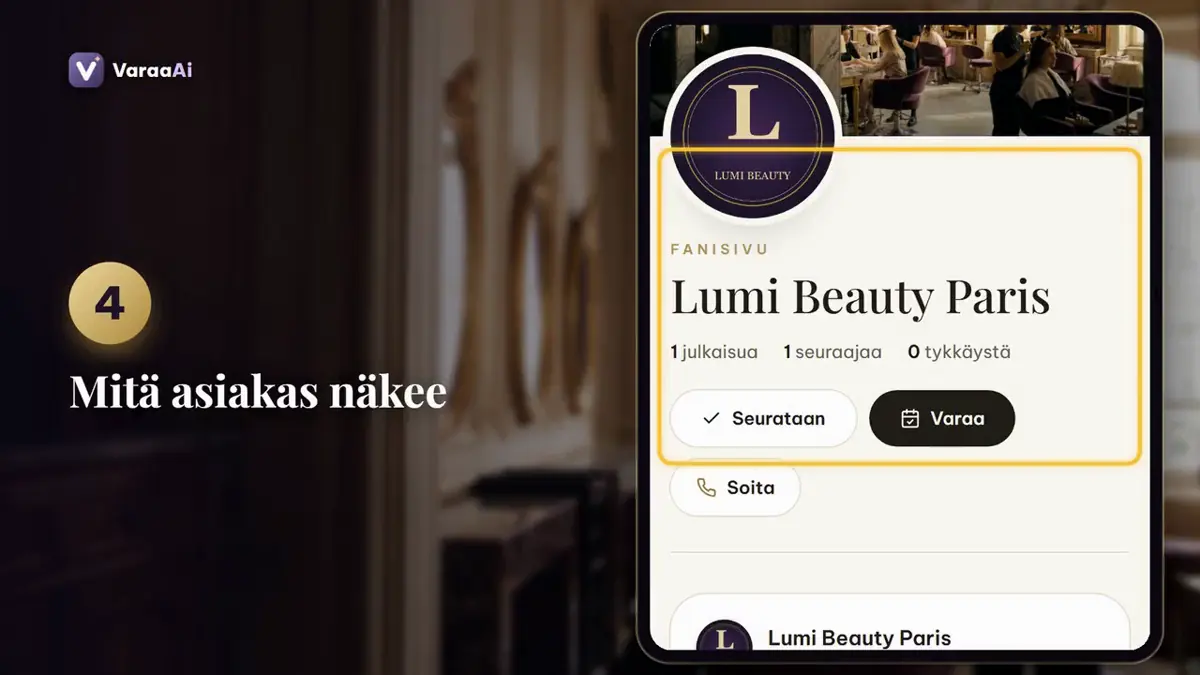 VaraaAi
4
Mitä asiakas näkee
L
LUMI BEAUTY
FANISIVU
Lumi Beauty Paris
1 julkaisua 1 seuraajaa 0 tykkäystä
Seurataan Varaa
Soita
L
Lumi Beauty Paris